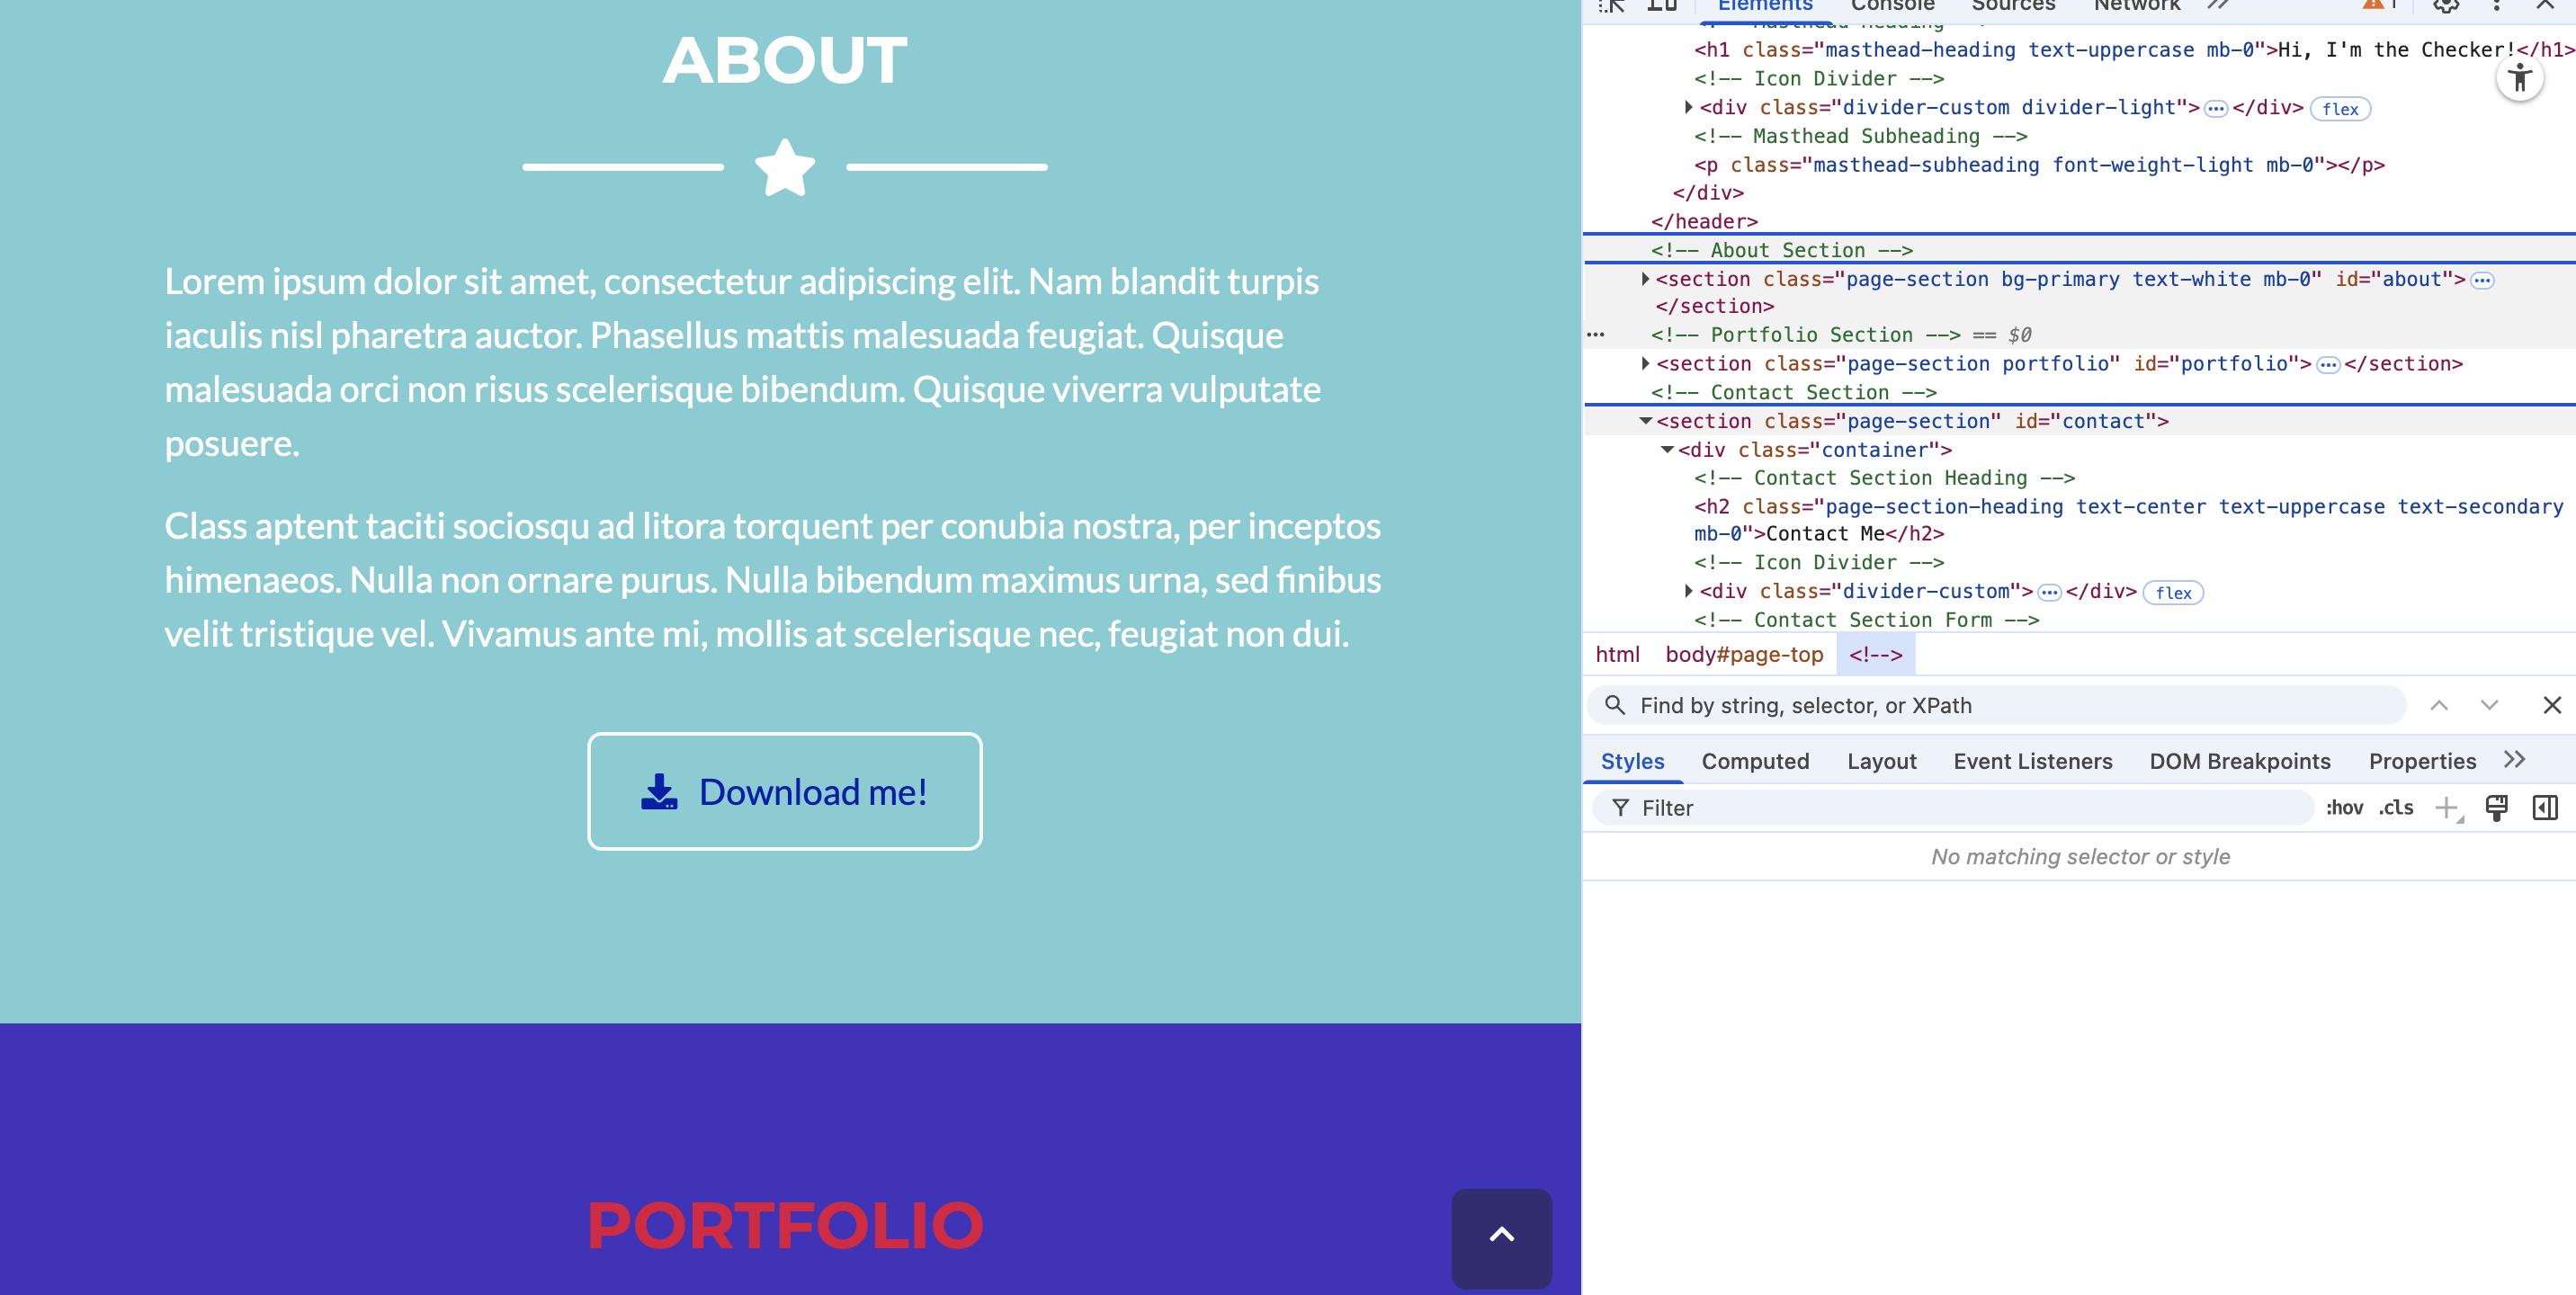 ABOUT
Lorem ipsum dolor sit amet, consectetur adipiscing elit. Nam blandit turpis
iaculis nisl pharetra auctor. Phasellus mattis malesuada feugiat. Quisque
malesuada orci non risus scelerisque bibendum. Quisque viverra vulputate
posuere.
Class aptent taciti sociosqu ad litora torquent per conubia nostra, per inceptos
himenaeos. Nulla non ornare purus. Nulla bibendum maximus urna, sed finibus
velit tristique vel. Vivamus ante mi, mollis at scelerisque nec, feugiat non dui.
Download me!
PORTFOLIO
Elements Console Sources Network 1
<!-- Masthead Heading -->
<h1 class="masthead-heading text-uppercase mb-0">Hi, I'm the Checker!</h1>
<!-- Icon Divider -->
<div class="divider-custom divider-light">…</div> flex
<!-- Masthead Subheading -->
<p class="masthead-subheading font-weight-light mb-0"></p>
</div>
</header>
<!-- About Section -->
<section class="page-section bg-primary text-white mb-0" id="about">…
</section>
… <!-- Portfolio Section --> == $0
<section class="page-section portfolio" id="portfolio">…</section>
<!-- Contact Section -->
<section class="page-section" id="contact">
<div class="container">
<!-- Contact Section Heading -->
<h2 class="page-section-heading text-center text-uppercase text-secondary
mb-0">Contact Me</h2>
<!-- Icon Divider -->
<div class="divider-custom">…</div> flex
<!-- Contact Section Form -->
html body#page-top <!-->
Find by string, selector, or XPath
Styles Computed Layout Event Listeners DOM Breakpoints Properties
Filter :hov .cls
No matching selector or style